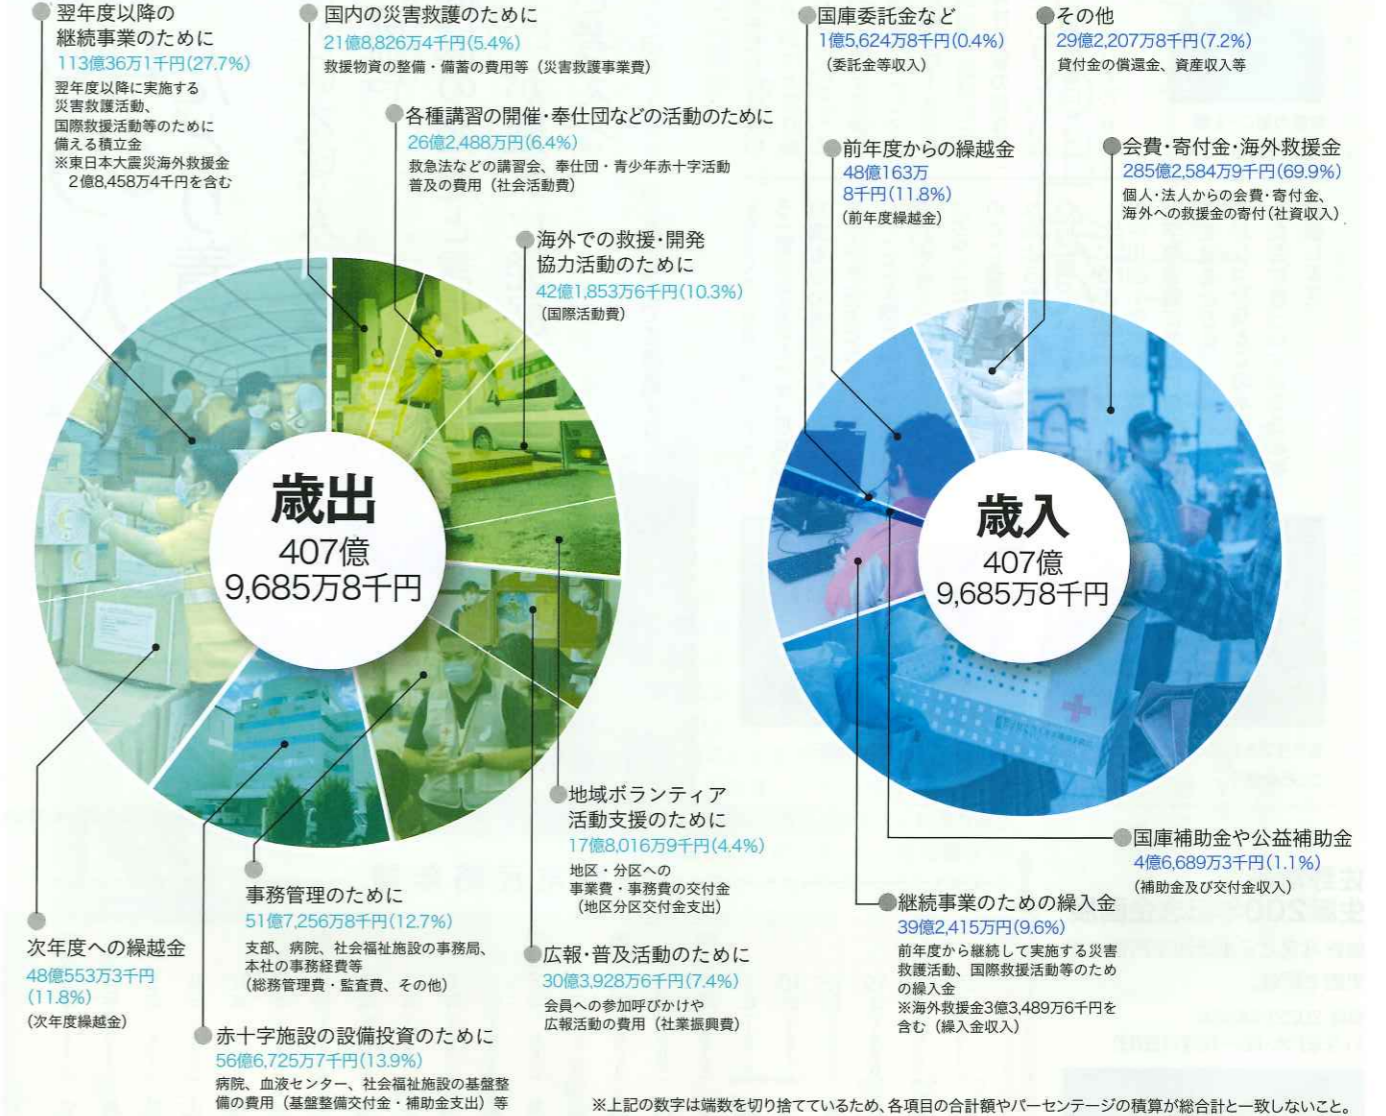 翌年度以降の
継続事業のために
113億36万1千円(27.7%)
翌年度以降に実施する
災害救護活動、
国際救援活動等のために
備える積立金
※東日本大震災海外救援金
2億8,458万4千円を含む
国内の災害救護のために
21億8,826万4千円(5.4%)
救援物資の整備・備蓄の費用等（災害救護事業費）
各種講習の開催・奉仕団などの活動のために
26億2,488万円(6.4%)
救急法などの講習会、奉仕団・青少年赤十字活動
普及の費用（社会活動費）
海外での救援・開発
協力活動のために
42億1,853万6千円(10.3%)
（国際活動費）
歳出
407億
9,685万8千円
地域ボランティア
活動支援のために
17億8,016万9千円(4.4%)
地区・分区への
事業費・事務費の交付金
（地区分区交付金支出）
広報・普及活動のために
30億3,928万6千円(7.4%)
会員への参加呼びかけや
広報活動の費用（社業振興費）
事務管理のために
51億7,256万8千円(12.7%)
支部、病院、社会福祉施設の事務局、
本社の事務経費等
（総務管理費・監査費、その他）
赤十字施設の設備投資のために
56億6,725万7千円(13.9%)
病院、血液センター、社会福祉施設の基盤整
備の費用（基盤整備交付金・補助金支出）等
次年度への繰越金
48億553万3千円
(11.8%)
（次年度繰越金）
国庫委託金など
1億5,624万8千円(0.4%)
（委託金等収入）
その他
29億2,207万8千円(7.2%)
貸付金の償還金、資産収入等
前年度からの繰越金
48億163万
8千円(11.8%)
（前年度繰越金）
会費・寄付金・海外救援金
285億2,584万9千円(69.9%)
個人・法人からの会費・寄付金、
海外への救援金の寄付（社資収入）
歳入
407億
9,685万8千円
国庫補助金や公益補助金
4億6,689万3千円(1.1%)
（補助金及び交付金収入）
継続事業のための繰入金
39億2,415万円(9.6%)
前年度から継続して実施する災害
救護活動、国際救援活動等のため
の繰入金
※海外救援金3億3,489万6千円を
含む（繰入金収入）
※上記の数字は端数を切り捨てているため、各項目の合計額やパーセンテージの積算が総合計と一致しないこと。